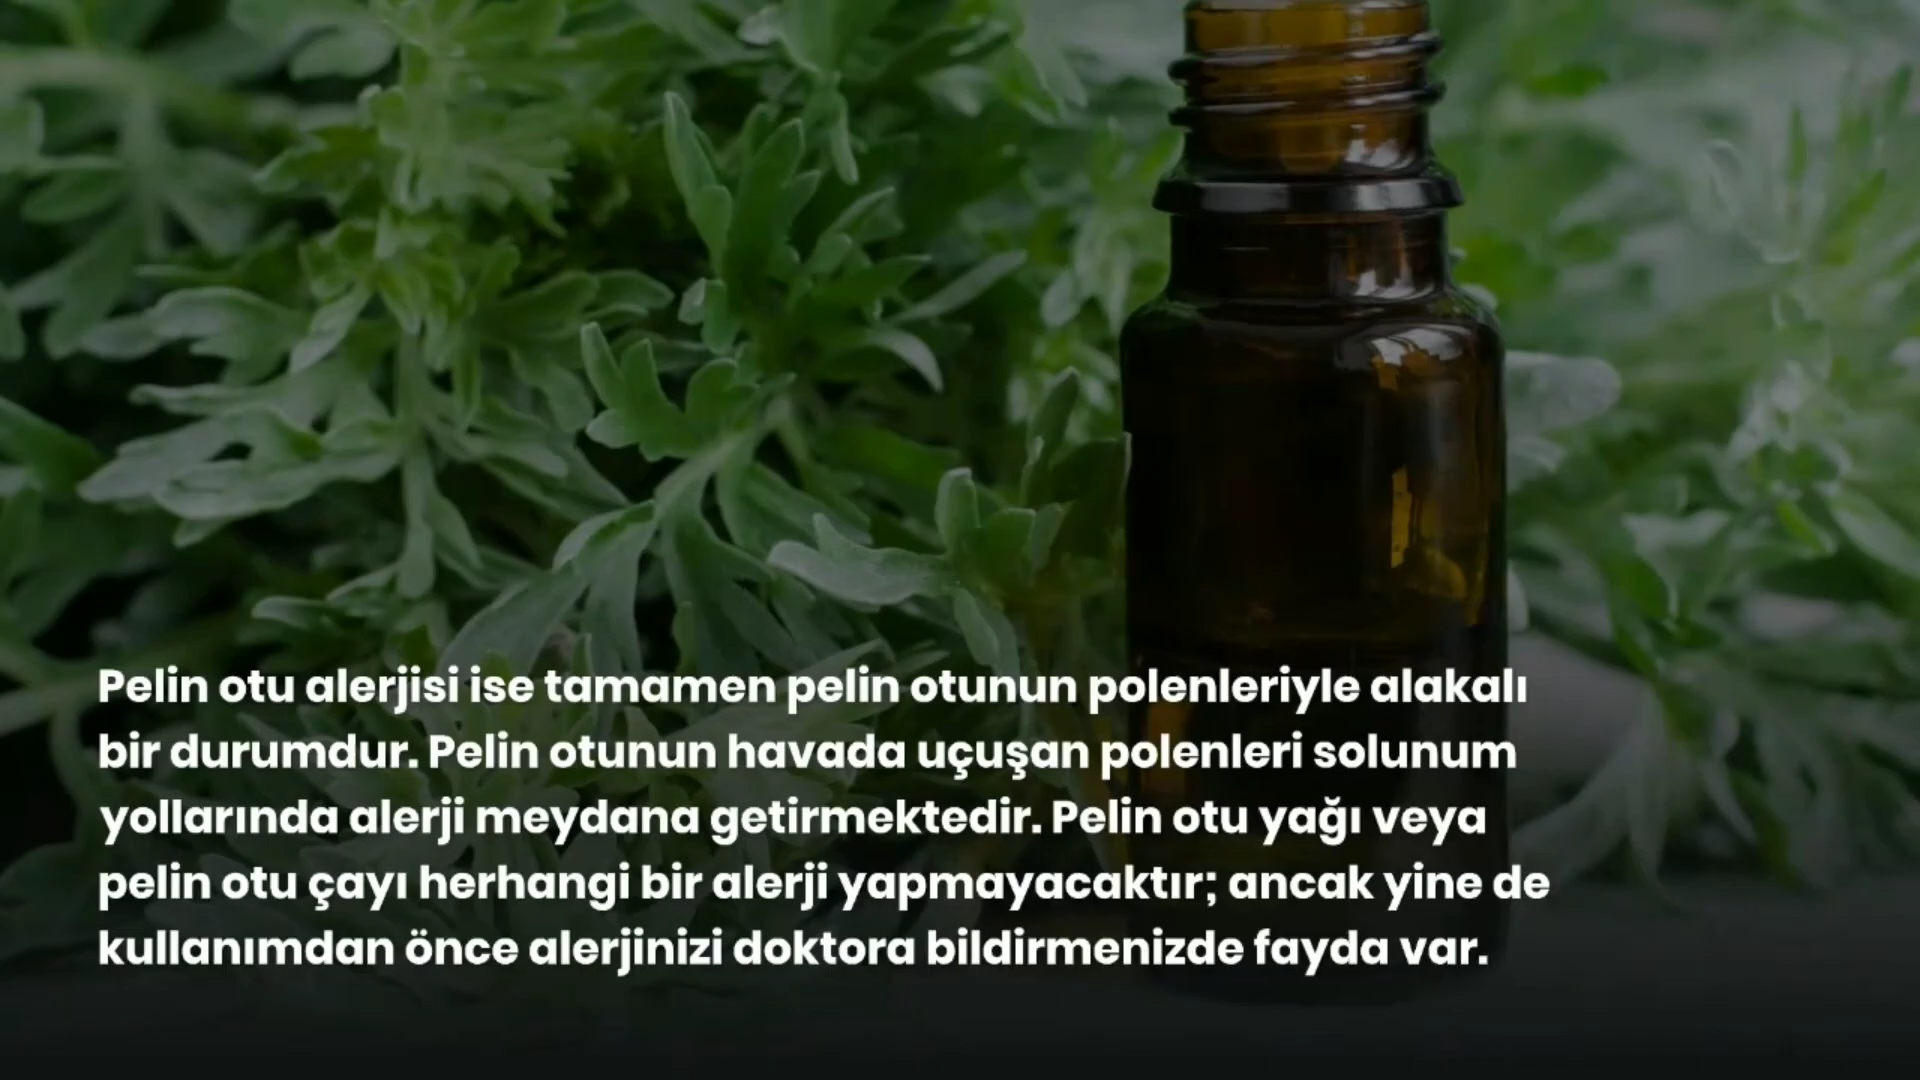 Pelin otu alerjisi ise tamamen pelin otunun polenleriyle alakalı
bir durumdur. Pelin otunun havada uçuşan polenleri solunum
yollarında alerji meydana getirmektedir. Pelin otu yağı veya
pelin otu çayı herhangi bir alerji yapmayacaktır; ancak yine de
kullanımdan önce alerjinizi doktora bildirmenizde fayda var.